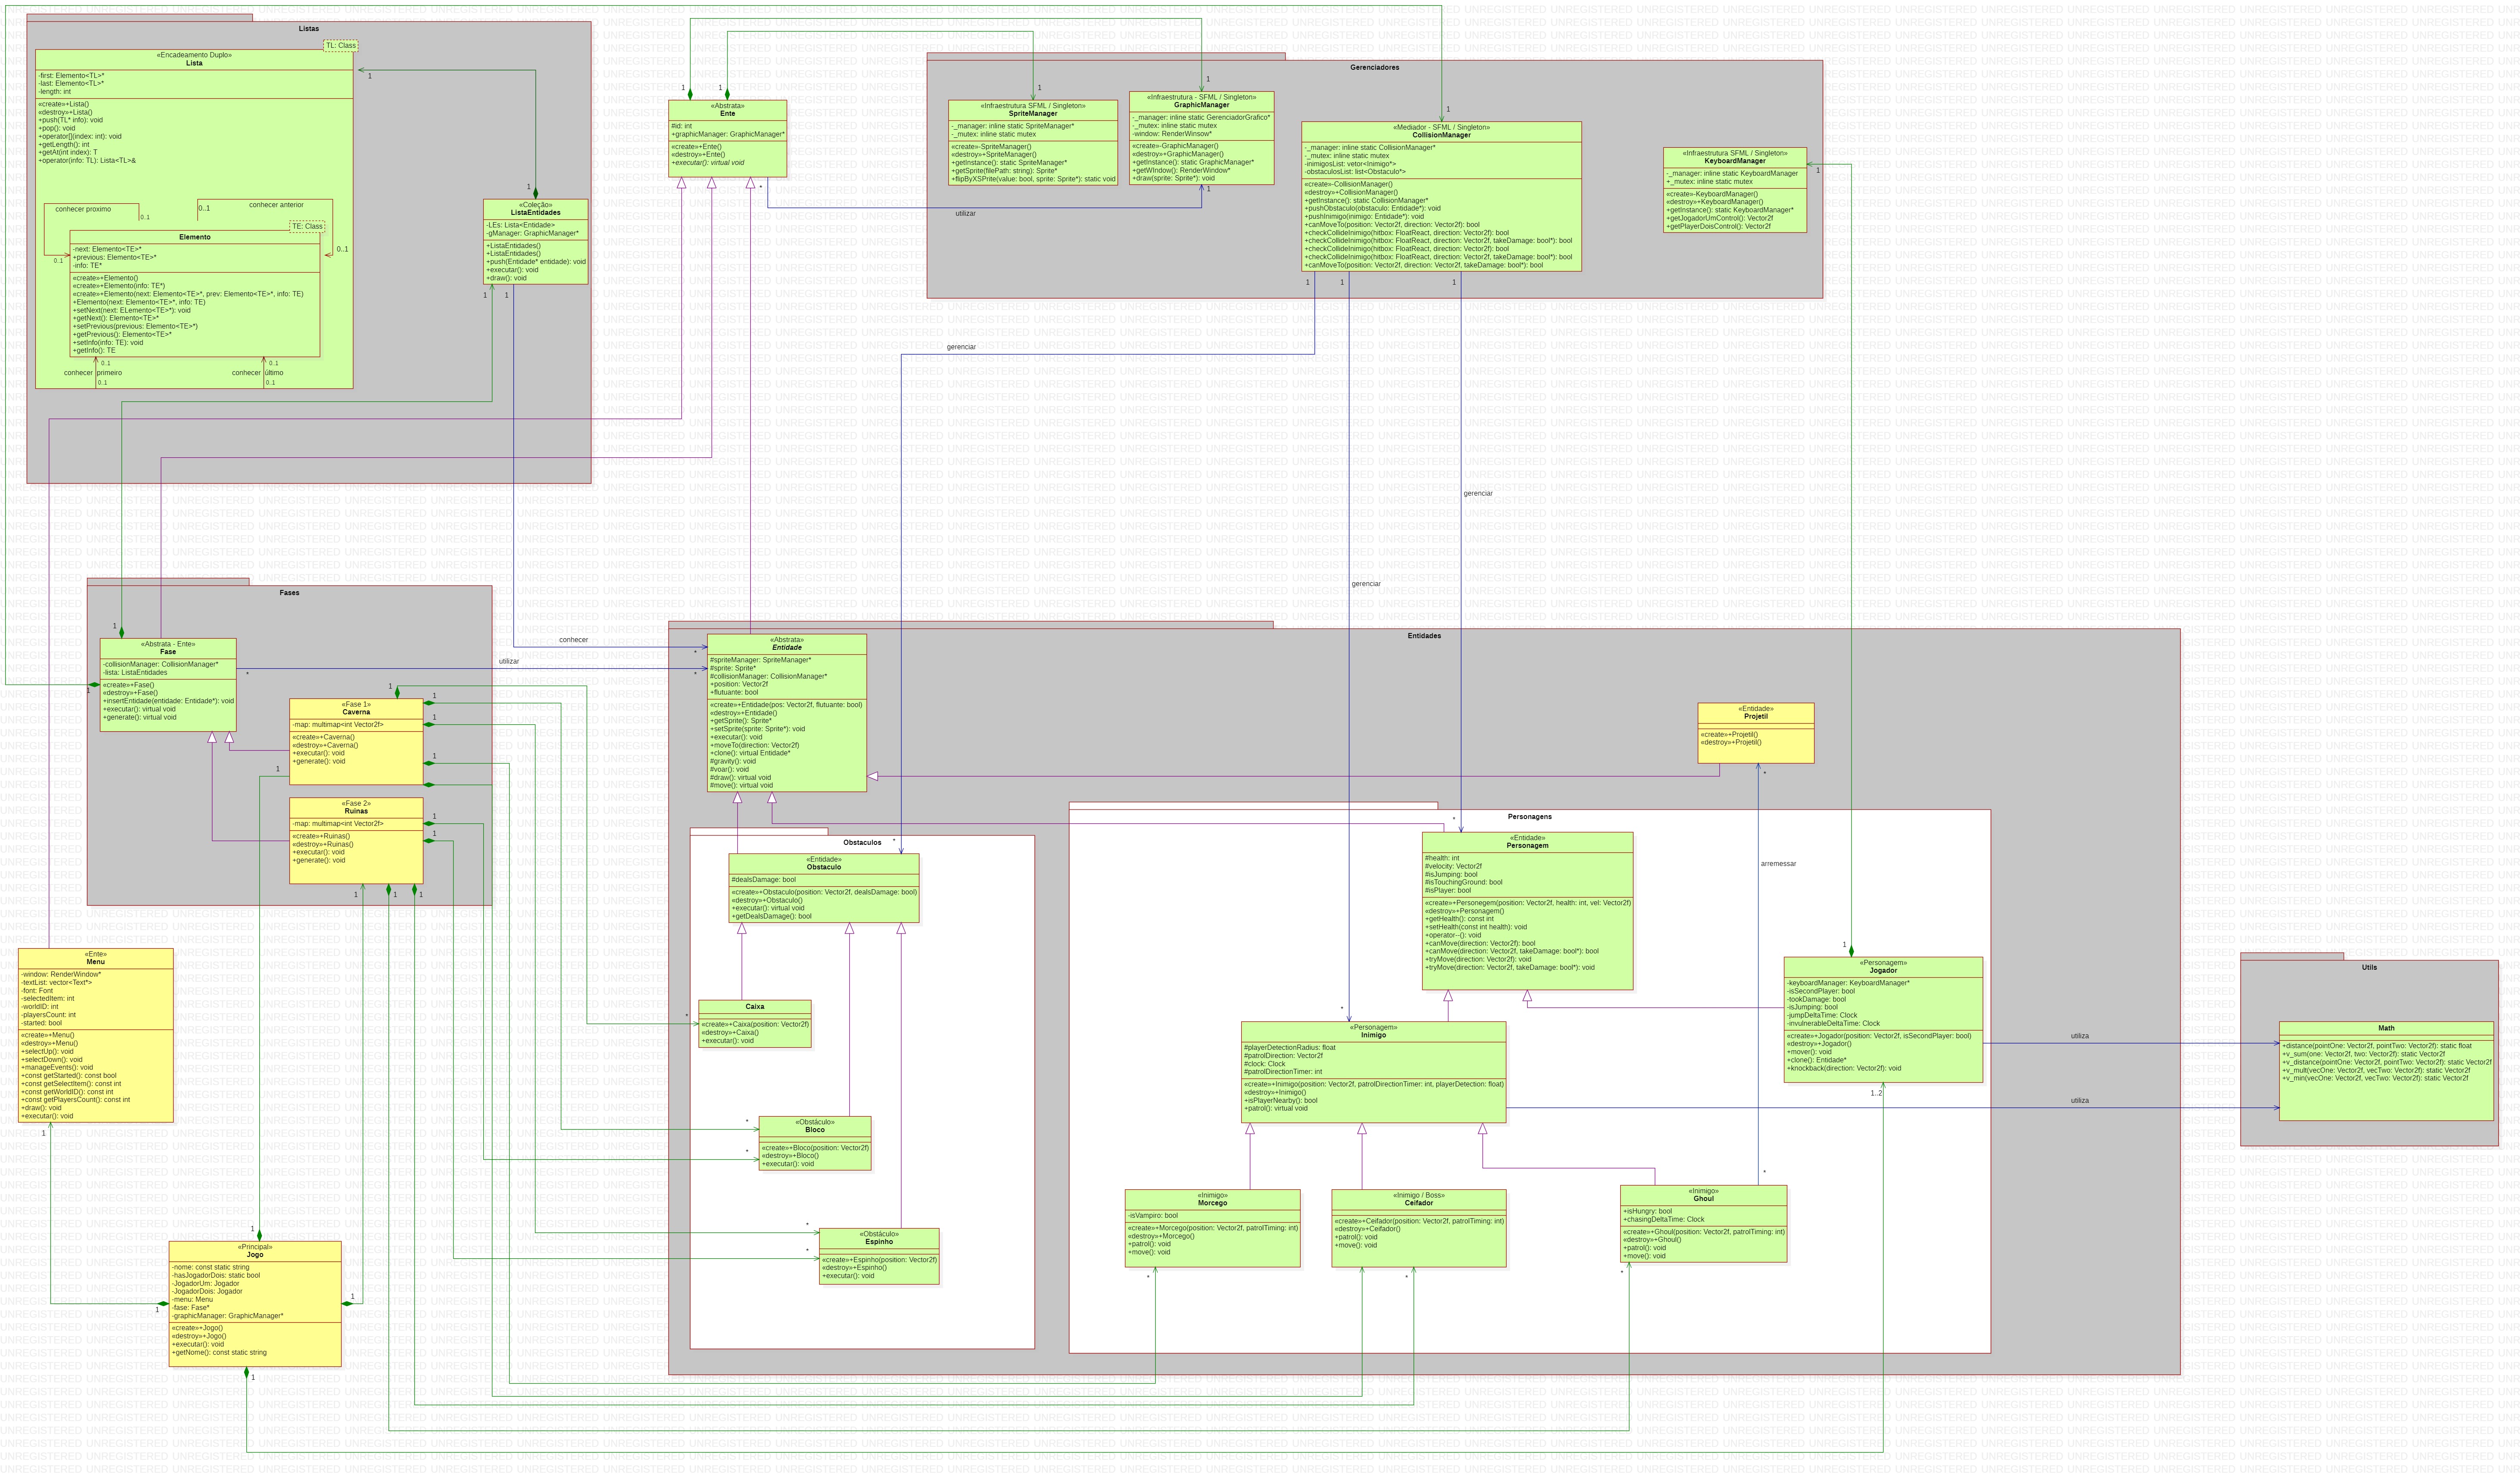 Listas
TL: Class
«Encadeamento Duplo»
Lista
-first: Elemento<TL>*
-last: Elemento<TL>*
-length: int
«create»+Lista()
«destroy»+Lista()
+push(TL* info): void
+pop(): void
+operator[](index: int): void
+getLength(): int
+getAt(int index): T
+operator(info: TL): Lista<TL>&
conhecer proximo
0..1
0..1
conhecer anterior
0..1
0..1
TE: Class
Elemento
-next: Elemento<TE>*
+previous: Elemento<TE>*
-info: TE*
«create»+Elemento()
«create»+Elemento(info: TE*)
«create»+Elemento(next: Elemento<TE>*, prev: Elemento<TE>*, info: TE)
+Elemento(next: Elemento<TE>*, info: TE)
+setNext(next: ELemento<TE>*): void
+getNext(): Elemento<TE>*
+setPrevious(previous: Elemento<TE>*)
+getPrevious(): Elemento<TE>*
+setInfo(info: TE): void
+getInfo(): TE
0..1
conhecer primeiro
0..1
0..1
conhecer último
0..1
1
1
«Coleção»
ListaEntidades
-LEs: Lista<Entidade>
-gManager: GraphicManager*
+ListaEntidades()
+ListaEntidades()
+push(Entidade* entidade): void
+executar(): void
+draw(): void
1
1
1
1
«Abstrata»
Ente
#id: int
+graphicManager: GraphicManager*
«create»+Ente()
«destroy»+Ente()
+executar(): virtual void
*
utilizar
1
Gerenciadores
1
«Infraestrutura SFML / Singleton»
SpriteManager
-_manager: inline static SpriteManager*
-_mutex: inline static mutex
«create»-SpriteManager()
«destroy»+SpriteManager()
+getInstance(): static SpriteManager*
+getSprite(filePath: string): Sprite*
+flipByXSPrite(value: bool, sprite: Sprite*): static void
1
«Infraestrutura - SFML / Singleton»
GraphicManager
-_manager: inline static GerenciadorGrafico*
-_mutex: inline static mutex
-window: RenderWinsow*
«create»-GraphicManager()
«destroy»+GraphicManager()
+getInstance(): static GraphicManager*
+getWIndow(): RenderWindow*
+draw(sprite: Sprite*): void
1
«Mediador - SFML / Singleton»
CollisionManager
-_manager: inline static CollisionManager*
-_mutex: inline static mutex
-inimigosList: vetor<Inimigo*>
-obstaculosList: list<Obstaculo*>
«create»-CollisionManager()
«destroy»+CollisionManager()
+getInstance(): static CollisionManager*
+pushObstaculo(obstaculo: Entidade*): void
+pushInimigo(inimigo: Entidade*): void
+canMoveTo(position: Vector2f, direction: Vector2f): bool
+checkCollideInimigo(hitbox: FloatReact, direction: Vector2f): bool
+checkCollideInimigo(hitbox: FloatReact, direction: Vector2f, takeDamage: bool*): bool
+checkCollideInimigo(hitbox: FloatReact, direction: Vector2f): bool
+checkCollideInimigo(hitbox: FloatReact, direction: Vector2f, takeDamage: bool*): bool
+canMoveTo(position: Vector2f, direction: Vector2f, takeDamage: bool*): bool
«Infraestrutura SFML / Singleton»
KeyboardManager
-_manager: inline static KeyboardManager
+_mutex: inline static mutex
«create»-KeyboardManager()
«destroy»+KeyboardManager()
+getInstance(): static KeyboardManager*
+getJogadorUmControl(): Vector2f
+getPlayerDoisControl(): Vector2f
1
1
1
1
gerenciar
gerenciar
gerenciar
Fases
1
«Abstrata - Ente»
Fase
-collisionManager: CollisionManager*
-lista: ListaEntidades
«create»+Fase()
«destroy»+Fase()
+insertEntidade(entidade: Entidade*): void
+executar(): virtual void
+generate(): virtual void
1
*
utilizar
*
conhecer
*
1
1
1
1
«Fase 1»
Caverna
-map: multimap<int Vector2f>
«create»+Caverna()
«destroy»+Caverna()
+executar(): void
+generate(): void
1
«Fase 2»
Ruinas
-map: multimap<int Vector2f>
«create»+Ruinas()
«destroy»+Ruinas()
+executar(): void
+generate(): void
1
1
1
1
1
«Ente»
Menu
-window: RenderWindow*
-textList: vector<Text*>
-font: Font
-selectedItem: int
-worldID: int
-playersCount: int
-started: bool
«create»+Menu()
«destroy»+Menu()
+selectUp(): void
+selectDown(): void
+manageEvents(): void
+const getStarted(): const bool
+const getSelectItem(): const int
+const getWorldID(): const int
+const getPlayersCount(): const int
+draw(): void
+executar(): void
1
1
«Principal»
Jogo
-nome: const static string
-hasJogadorDois: static bool
-JogadorUm: Jogador
-JogadorDois: Jogador
-menu: Menu
-fase: Fase*
-graphicManager: GraphicManager*
«create»+Jogo()
«destroy»+Jogo()
+executar(): void
+getNome(): const static string
1
1
1
Entidades
«Abstrata»
Entidade
#spriteManager: SpriteManager*
#sprite: Sprite*
#collisionManager: CollisionManager*
+position: Vector2f
+flutuante: bool
«create»+Entidade(pos: Vector2f, flutuante: bool)
«destroy»+Entidade()
+getSprite(): Sprite*
+setSprite(sprite: Sprite*): void
+executar(): void
+moveTo(direction: Vector2f)
+clone(): virtual Entidade*
#gravity(): void
#voar(): void
#draw(): virtual void
#move(): virtual void
«Entidade»
Projetil
«create»+Projetil()
«destroy»+Projetil()
*
arremessar
*
Obstaculos
*
«Entidade»
Obstaculo
#dealsDamage: bool
«create»+Obstaculo(position: Vector2f, dealsDamage: bool)
«destroy»+Obstaculo()
+executar(): virtual void
+getDealsDamage(): bool
Caixa
«create»+Caixa(position: Vector2f)
«destroy»+Caixa()
+executar(): void
*
«Obstáculo»
Bloco
«create»+Bloco(position: Vector2f)
«destroy»+Bloco()
+executar(): void
*
*
«Obstáculo»
Espinho
«create»+Espinho(position: Vector2f)
«destroy»+Espinho()
+executar(): void
*
*
Personagens
*
«Entidade»
Personagem
#health: int
#velocity: Vector2f
#isJumping: bool
#isTouchingGround: bool
#isPlayer: bool
«create»+Personegem(position: Vector2f, health: int, vel: Vector2f)
«destroy»+Personagem()
+getHealth(): const int
+setHealth(const int health): void
+operator--(): void
+canMove(direction: Vector2f): bool
+canMove(direction: Vector2f, takeDamage: bool*): bool
+tryMove(direction: Vector2f): void
+tryMove(direction: Vector2f, takeDamage: bool*): void
1
«Personagem»
Jogador
-keyboardManager: KeyboardManager*
-isSecondPlayer: bool
-tookDamage: bool
-isJumping: bool
-jumpDeltaTime: Clock
-invulnerableDeltaTime: Clock
«create»+Jogador(position: Vector2f, isSecondPlayer: bool)
«destroy»+Jogador()
+mover(): void
+clone(): Entidade*
+knockback(direction: Vector2f): void
1..2
*
«Personagem»
Inimigo
#playerDetectionRadius: float
#patrolDirection: Vector2f
#clock: Clock
#patrolDirectionTimer: int
«create»+Inimigo(position: Vector2f, patrolDirectionTimer: int, playerDetection: float)
«destroy»+Inimigo()
+isPlayerNearby(): bool
+patrol(): virtual void
«Inimigo»
Morcego
-isVampiro: bool
«create»+Morcego(position: Vector2f, patrolTiming: int)
«destroy»+Morcego()
+patrol(): void
+move(): void
*
«Inimigo / Boss»
Ceifador
«create»+Ceifador(position: Vector2f, patrolTiming: int)
«destroy»+Ceifador()
+patrol(): void
+move(): void
*
«Inimigo»
Ghoul
+isHungry: bool
+chasingDeltaTime: Clock
«create»+Ghoul(position: Vector2f, patrolTiming: int)
«destroy»+Ghoul()
+patrol(): void
+move(): void
*
utiliza
utiliza
Utils
Math
+distance(pointOne: Vector2f, pointTwo: Vector2f): static float
+v_sum(one: Vector2f, two: Vector2f): static Vector2f
+v_distance(pointOne: Vector2f, pointTwo: Vector2f): static Vector2f
+v_mult(vecOne: Vector2f, vecTwo: Vector2f): static Vector2f
+v_min(vecOne: Vector2f, vecTwo: Vector2f): static Vector2f
UNREGISTERED